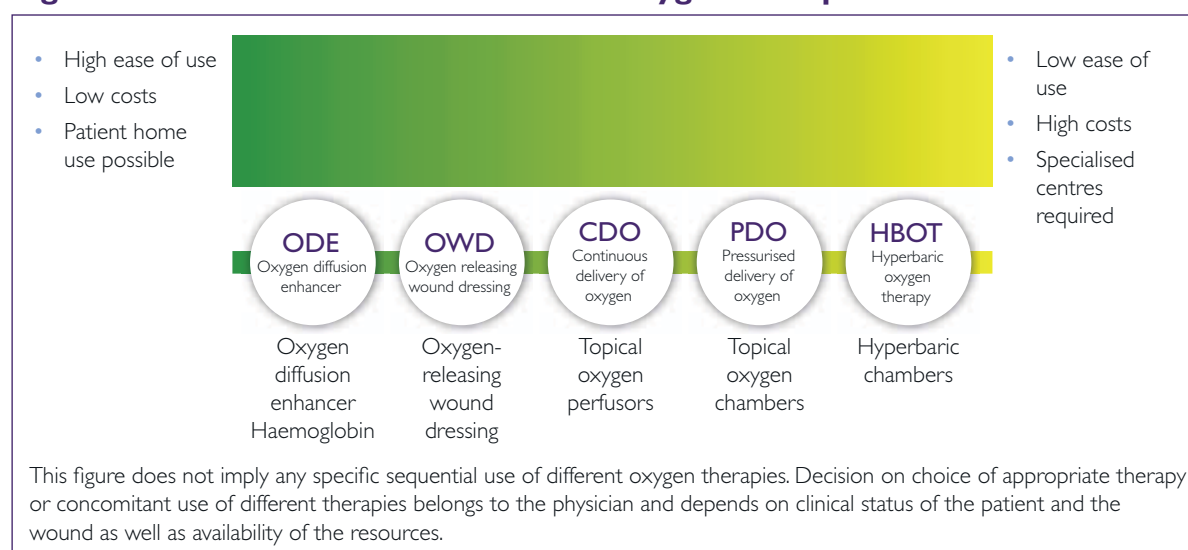 • High ease of use
• Low costs
• Patient home
use possible
• Low ease of
use
• High costs
• Specialised
centres
required
ODE
Oxygen diffusion
enhancer
OWD
Oxygen releasing
wound dressing
CDO
Continuous
delivery of
oxygen
PDO
Pressurised
delivery of
oxygen
HBOT
Hyperbaric
oxygen
therapy
Oxygen
diffusion
enhancer
Haemoglobin
Oxygen-
releasing
wound
dressing
Topical
oxygen
perfusors
Topical
oxygen
chambers
Hyperbaric
chambers
This figure does not imply any specific sequential use of different oxygen therapies. Decision on choice of appropriate therapy
or concomitant use of different therapies belongs to the physician and depends on clinical status of the patient and the
wound as well as availability of the resources.